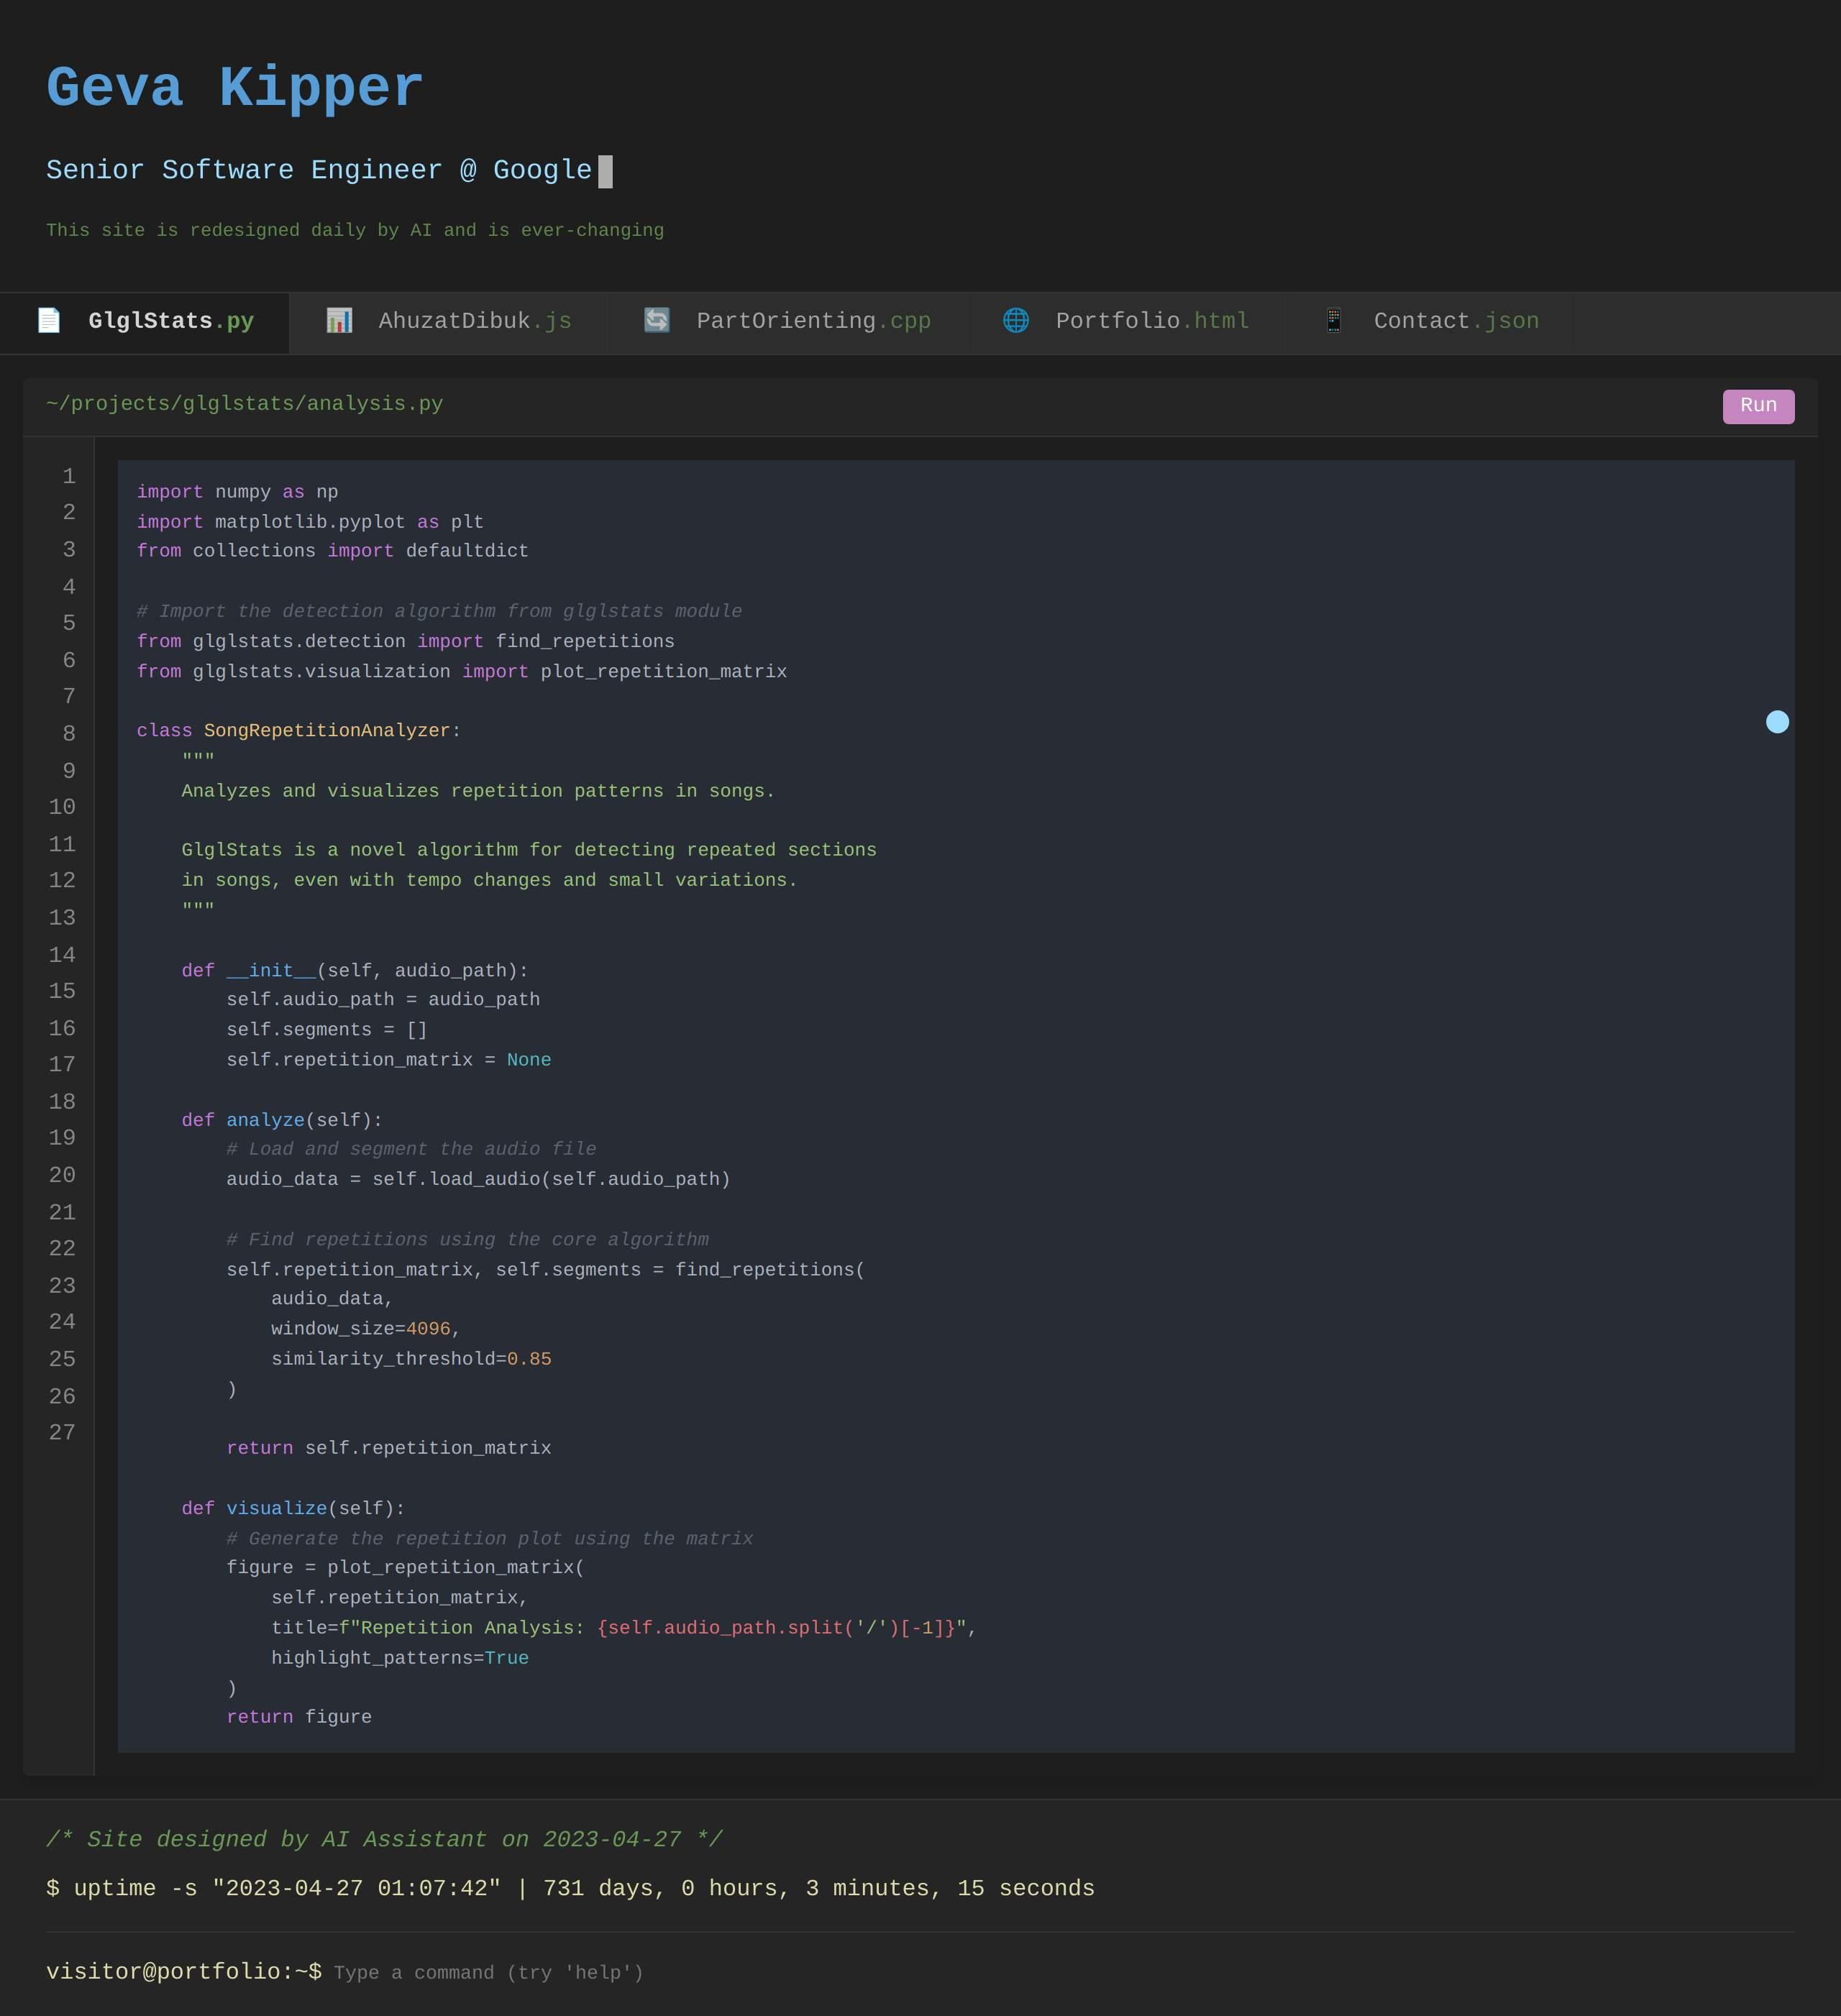 Geva Kipper
Senior Software Engineer @ Google
This site is redesigned daily by AI and is ever-changing
GlglStats.py AhuzatDibuk.js PartOrienting.cpp Portfolio.html Contact.json
~/projects/glglstats/analysis.py Run
1
2
3
4
5
6
7
8
9
10
11
12
13
14
15
16
17
18
19
20
21
22
23
24
25
26
27
import numpy as np
import matplotlib.pyplot as plt
from collections import defaultdict

# Import the detection algorithm from glglstats module
from glglstats.detection import find_repetitions
from glglstats.visualization import plot_repetition_matrix

class SongRepetitionAnalyzer:
    """
    Analyzes and visualizes repetition patterns in songs.

    GlglStats is a novel algorithm for detecting repeated sections
    in songs, even with tempo changes and small variations.
    """

    def __init__(self, audio_path):
        self.audio_path = audio_path
        self.segments = []
        self.repetition_matrix = None

    def analyze(self):
        # Load and segment the audio file
        audio_data = self.load_audio(self.audio_path)

        # Find repetitions using the core algorithm
        self.repetition_matrix, self.segments = find_repetitions(
            audio_data,
            window_size=4096,
            similarity_threshold=0.85
        )

        return self.repetition_matrix

    def visualize(self):
        # Generate the repetition plot using the matrix
        figure = plot_repetition_matrix(
            self.repetition_matrix,
            title=f"Repetition Analysis: {self.audio_path.split('/')[-1]}",
            highlight_patterns=True
        )
        return figure
/* Site designed by AI Assistant on 2023-04-27 */
$ uptime -s "2023-04-27 01:07:42" | 731 days, 0 hours, 3 minutes, 15 seconds
visitor@portfolio:~$ Type a command (try 'help')